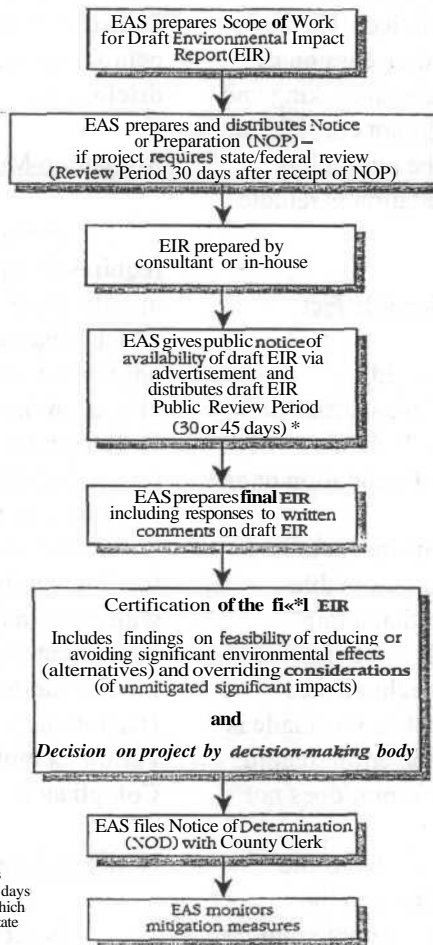 EAS prepares Scope of Work
for Draft Environmental Impact
Report (EIR)
EAS prepares and distributes Notice
or Preparation (NOP) –
if project requires state/federal review
(Review Period 30 days after receipt of NOP)
EIR prepared by
consultant or in-house
EAS gives public notice of
availability of draft EIR via
advertisement and
distributes draft EIR
Public Review Period
(30 or 45 days) *
EAS prepares final EIR
including responses to written
comments on draft EIR
Certification of the fi«*l EIR
Includes findings on feasibility of reducing or
avoiding significant environmental effects
(alternatives) and overriding considerations
(of unmitigated significant impacts)
and
Decision on project by decision-making body
EAS files Notice of Determination
(NOD) with County Clerk
days
hich
tate
EAS monitors
mitigation measures